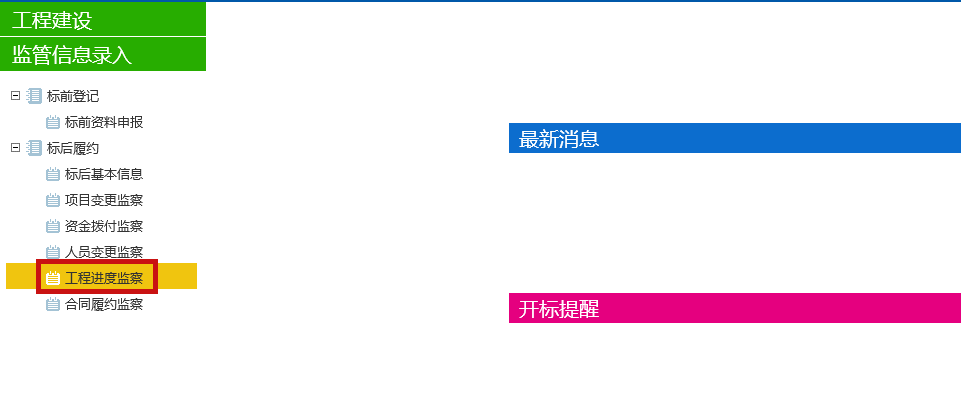 工程建设
监管信息录入
标前登记
标前资料申报
标后履约
标后基本信息
项目变更监察
资金拨付监察
人员变更监察
工程进度监察
合同履约监察
最新消息
开标提醒